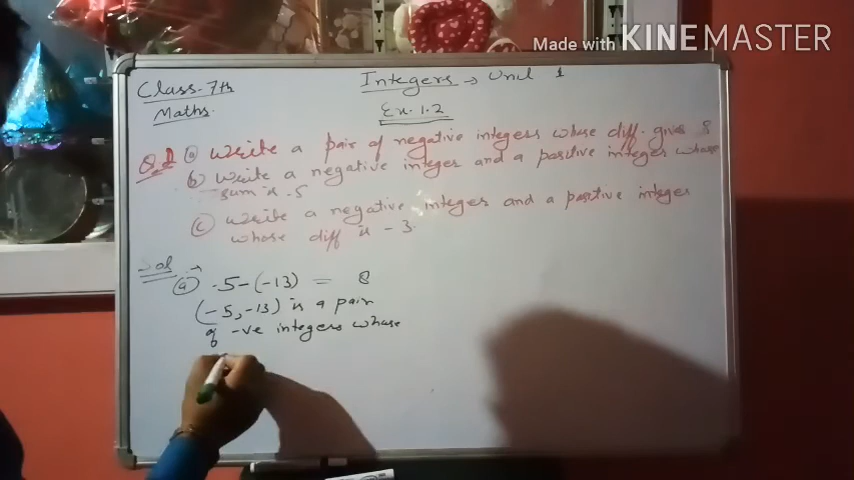 Made with KINEMASTER
Class-7th
Integers → Unit 1
Maths
Ex.1.2
Q.2 (a) Write a pair of negative integers whose diff. gives 8
b) Write a negative integer and a positive integer whose
sum is -5
(c) Write a negative integer and a positive integer
whose diff is -3.
Sol →
(a) -5-(-13) = 8
(-5,-13) is a pair
of -ve integers whose